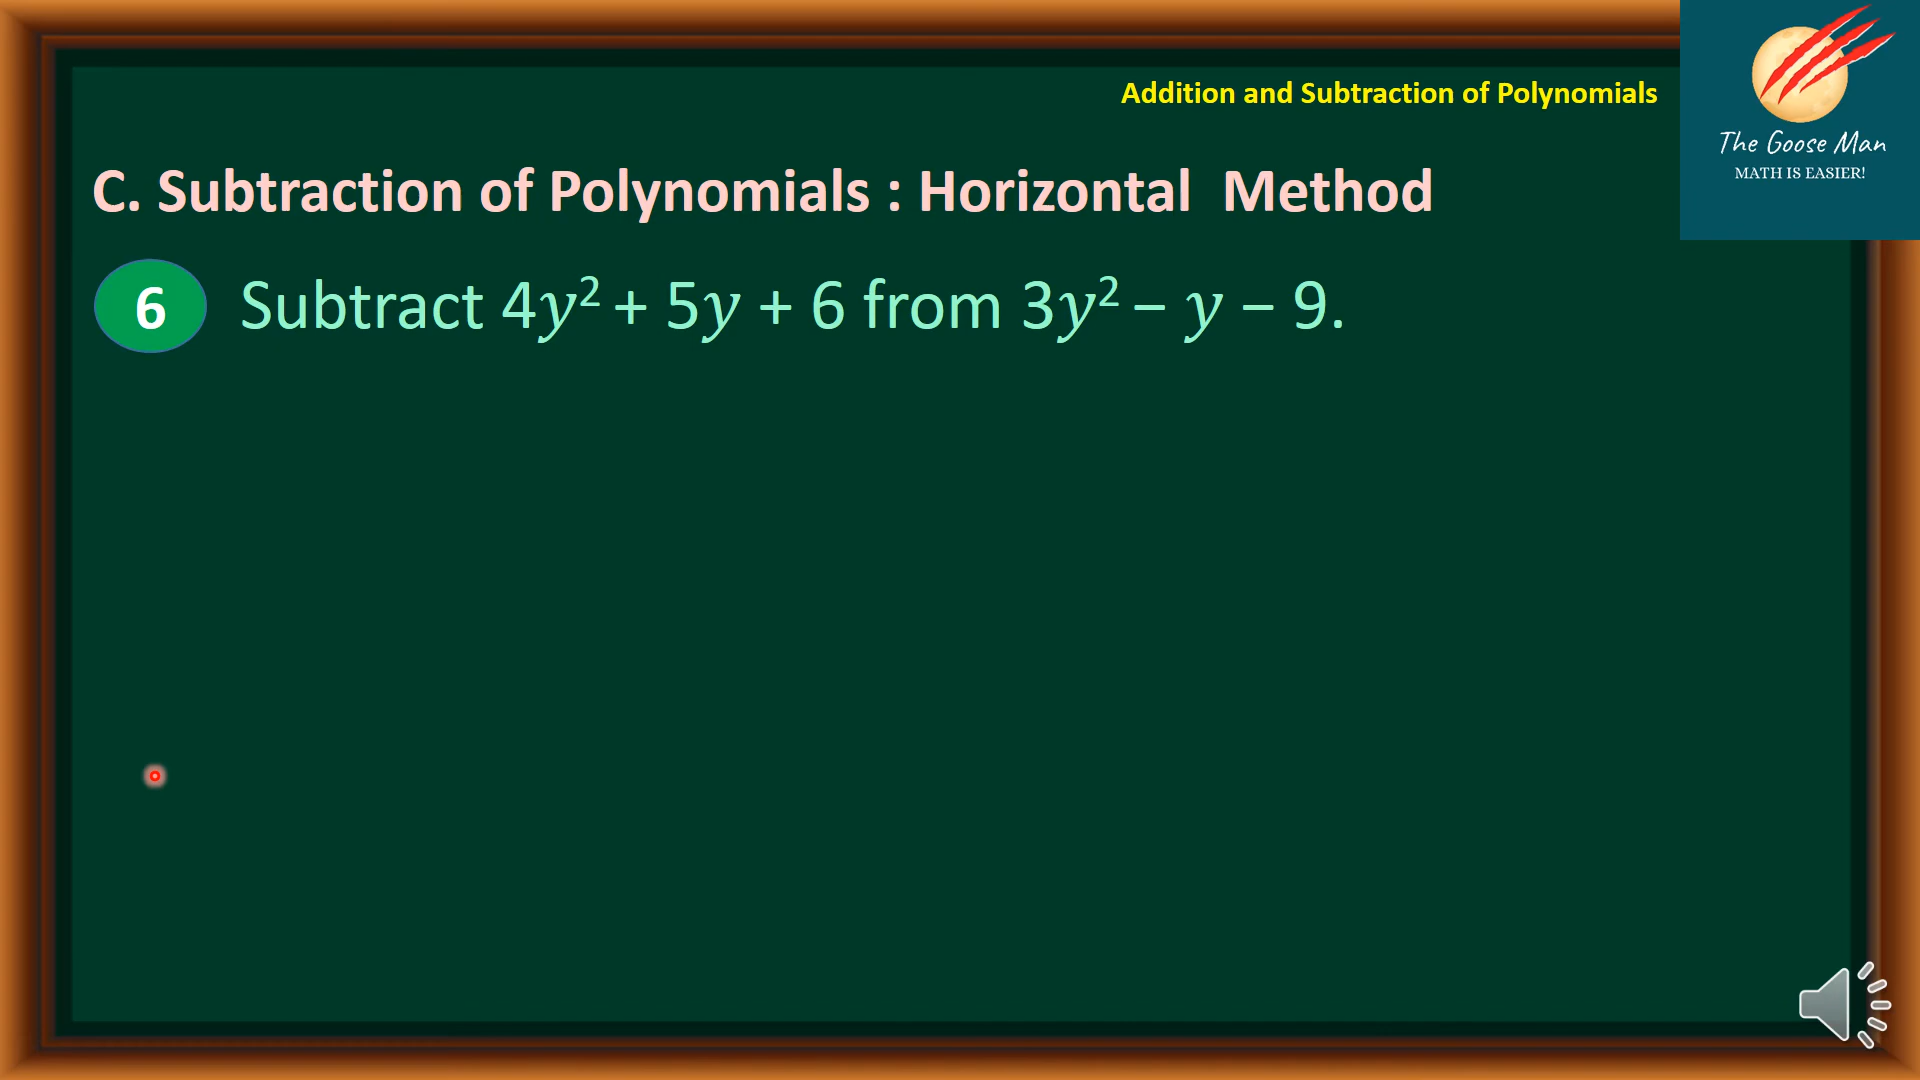 Addition and Subtraction of Polynomials
The Goose Man
MATH IS EASIER!
C. Subtraction of Polynomials : Horizontal Method
6 Subtract 4y² + 5y + 6 from 3y² − y − 9.